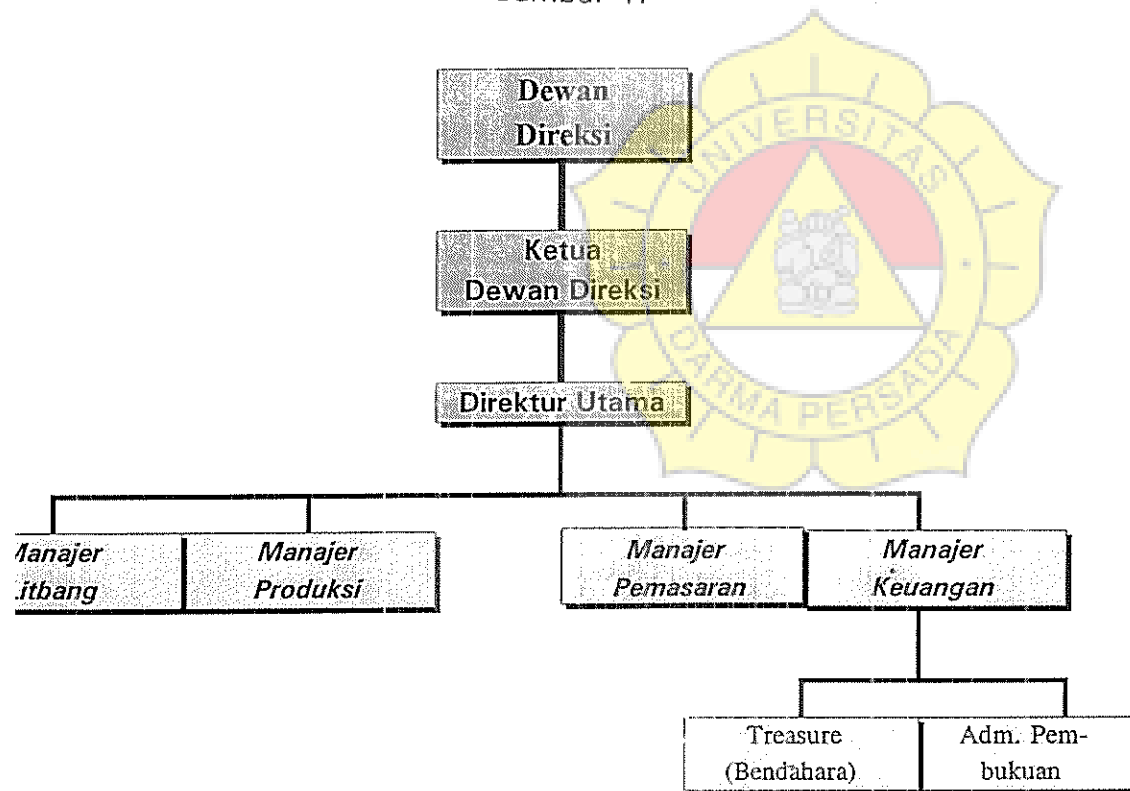 Dewan
Direksi
UNIVERSITAS
DARMA PERSADA
Ketua
Dewan Direksi
Direktur Utama
Manajer
Manajer
Produksi
Manajer
Pemasaran
Manajer
Keuangan
Treasure
(Bendahara)
Adm. Pem-
bukuan